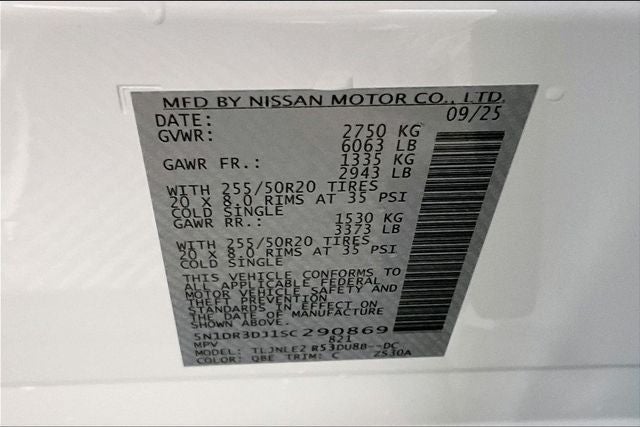 MFD BY NISSAN MOTOR CO., LTD.
DATE: 09/25
GVWR: 2750 KG
6063 LB
GAWR FR.: 1335 KG
2943 LB
WITH 255/50R20 TIRES
20 X 8.0 RIMS AT 35 PSI
COLD SINGLE
GAWR RR.: 1530 KG
3373 LB
WITH 255/50R20 TIRES
20 X 8.0 RIMS AT 35 PSI
COLD SINGLE
THIS VEHICLE CONFORMS TO
ALL APPLICABLE FEDERAL
MOTOR VEHICLE SAFETY AND
THEFT PREVENTION
STANDARDS IN EFFECT ON
THE DATE OF MANUFACTURE
SHOWN ABOVE.
5N1DR3DJ1SC290869
MPV 821
MODEL: TLJNLE2 R53DUBB--DC
COLOR: QBE TRIM: C ZS30A